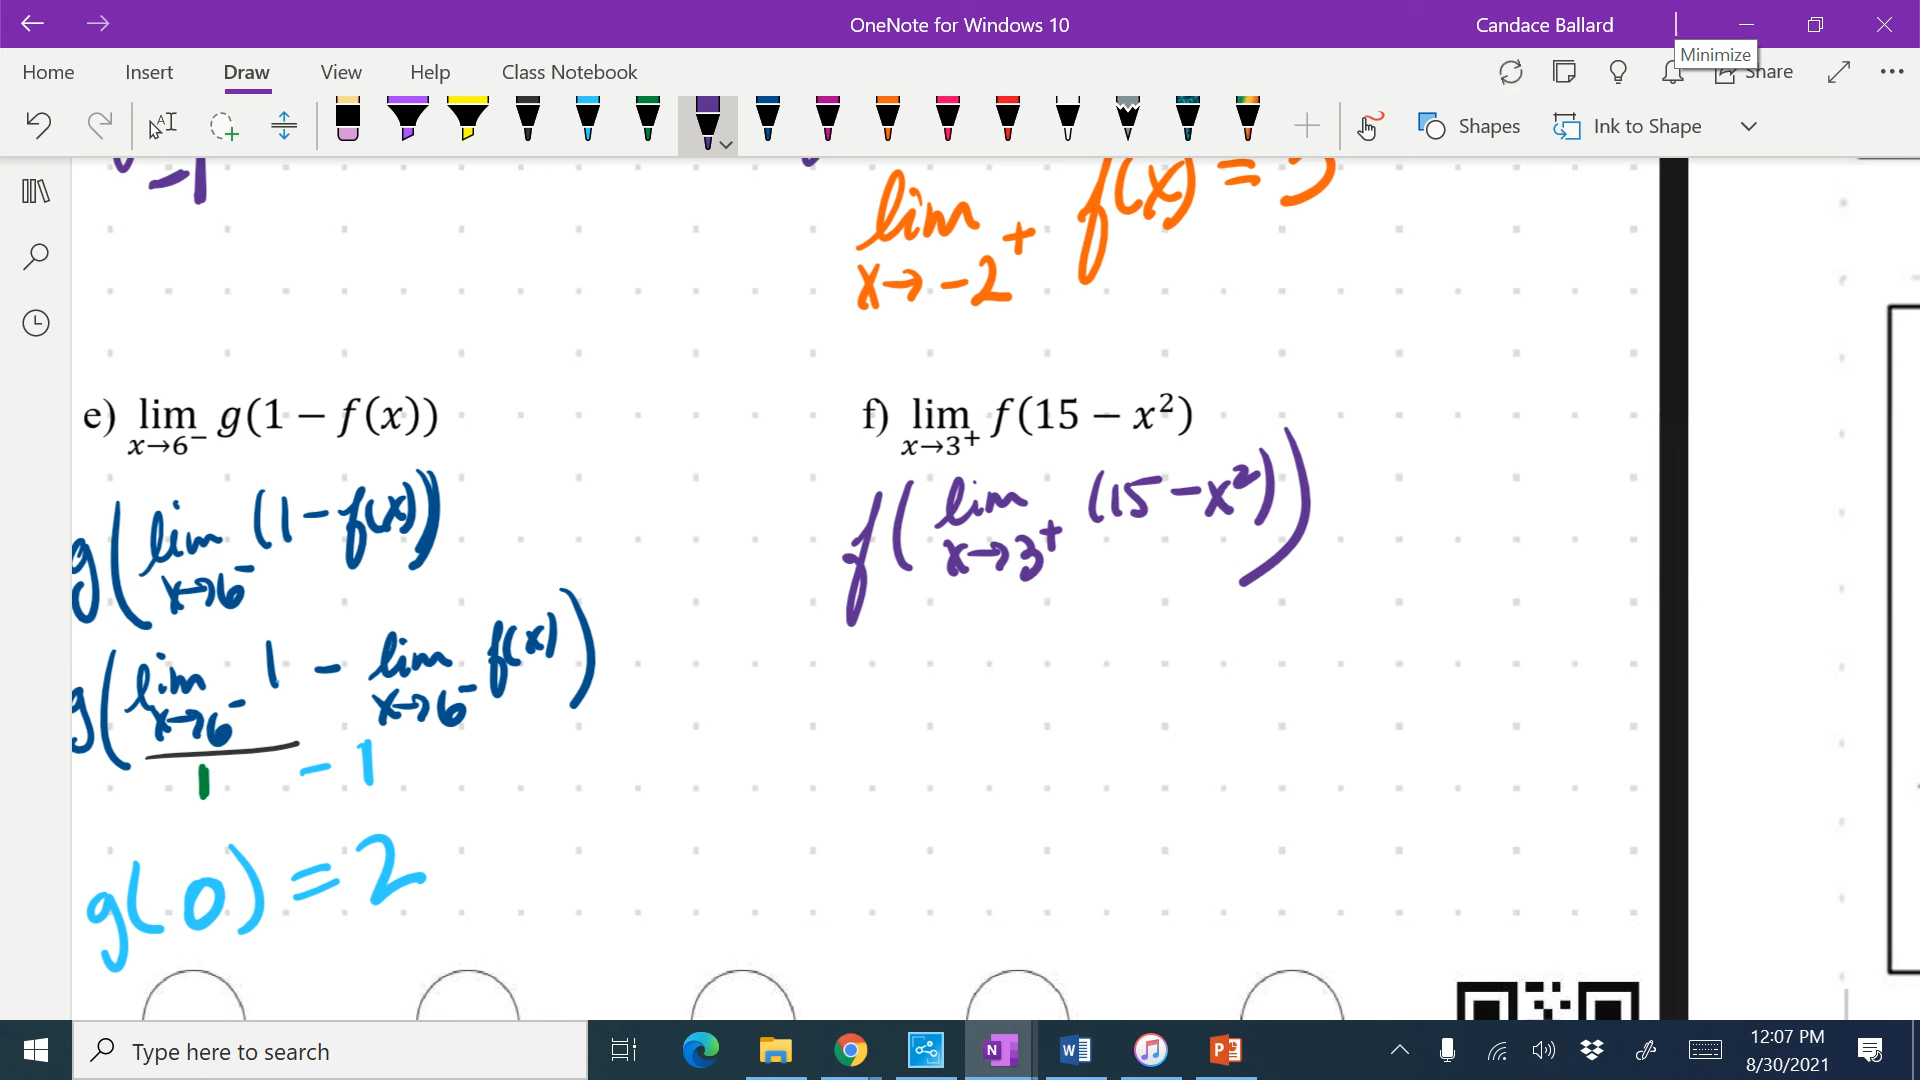 OneNote for Windows 10
Candace Ballard
Minimize
Home Insert Draw View Help Class Notebook
Share
Shapes
Ink to Shape
-1
lim x→-2⁺ f(x) =
e) lim x→6⁻ g(1 − f(x))
g(lim x→6⁻ (1-f(x)))
g(lim x→6⁻ 1 - lim x→6⁻ f(x))
1 - 1
g(0) = 2
f) lim x→3⁺ f(15 − x²)
f(lim x→3⁺ (15-x²))
Type here to search
12:07 PM
8/30/2021